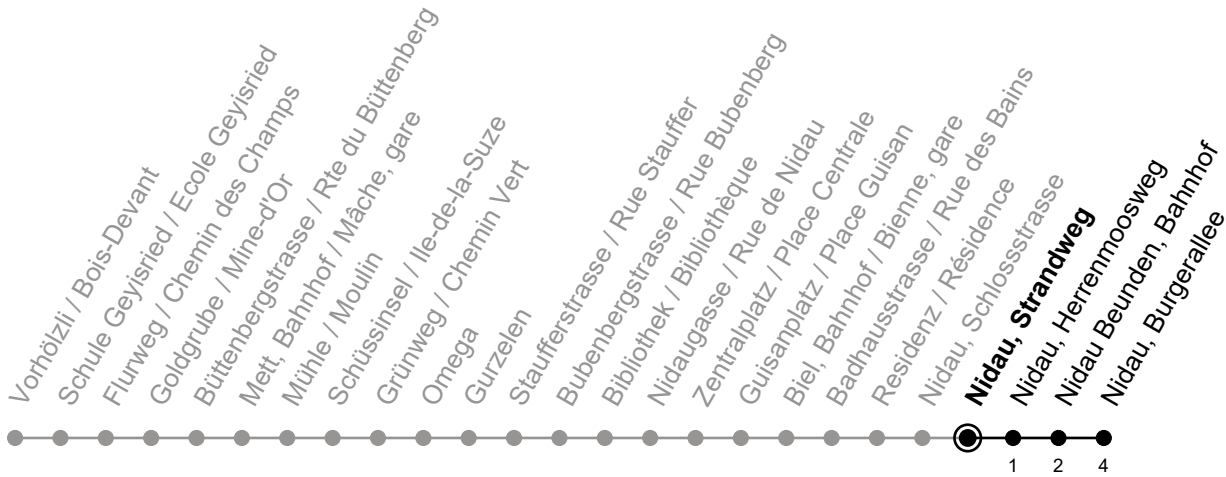 Vorhölzli / Bois-Devant
Schule Geyisried / Ecole Geyisried
Flurweg / Chemin des Champs
Goldgrube / Mine-d'Or
Büttenbergstrasse / Rte du Büttenberg
Mett, Bahnhof / Mâche, gare
Mühle / Moulin
Schüssinsel / Ile-de-la-Suze
Grünweg / Chemin Vert
Omega
Gurzelen
Staufferstrasse / Rue Stauffer
Bubenbergstrasse / Rue Bubenberg
Bibliothek / Bibliothèque
Nidaugasse / Rue de Nidau
Zentralplatz / Place Centrale
Guisanplatz / Place Guisan
Biel, Bahnhof / Bienne, gare
Badhausstrasse / Rue des Bains
Residenz / Résidence
Nidau, Schlossstrasse
Nidau, Strandweg
Nidau, Herrenmoosweg
Nidau Beunden, Bahnhof
Nidau, Burgerallee
1 2 4